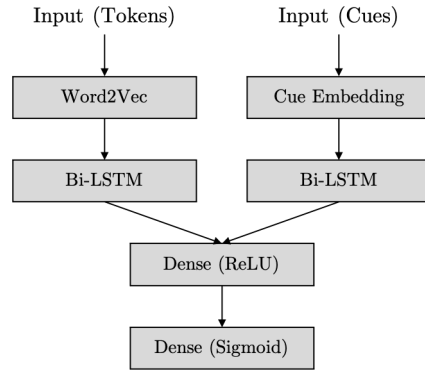 Input (Tokens)
Input (Cues)
Word2Vec
Cue Embedding
Bi-LSTM
Bi-LSTM
Dense (ReLU)
Dense (Sigmoid)